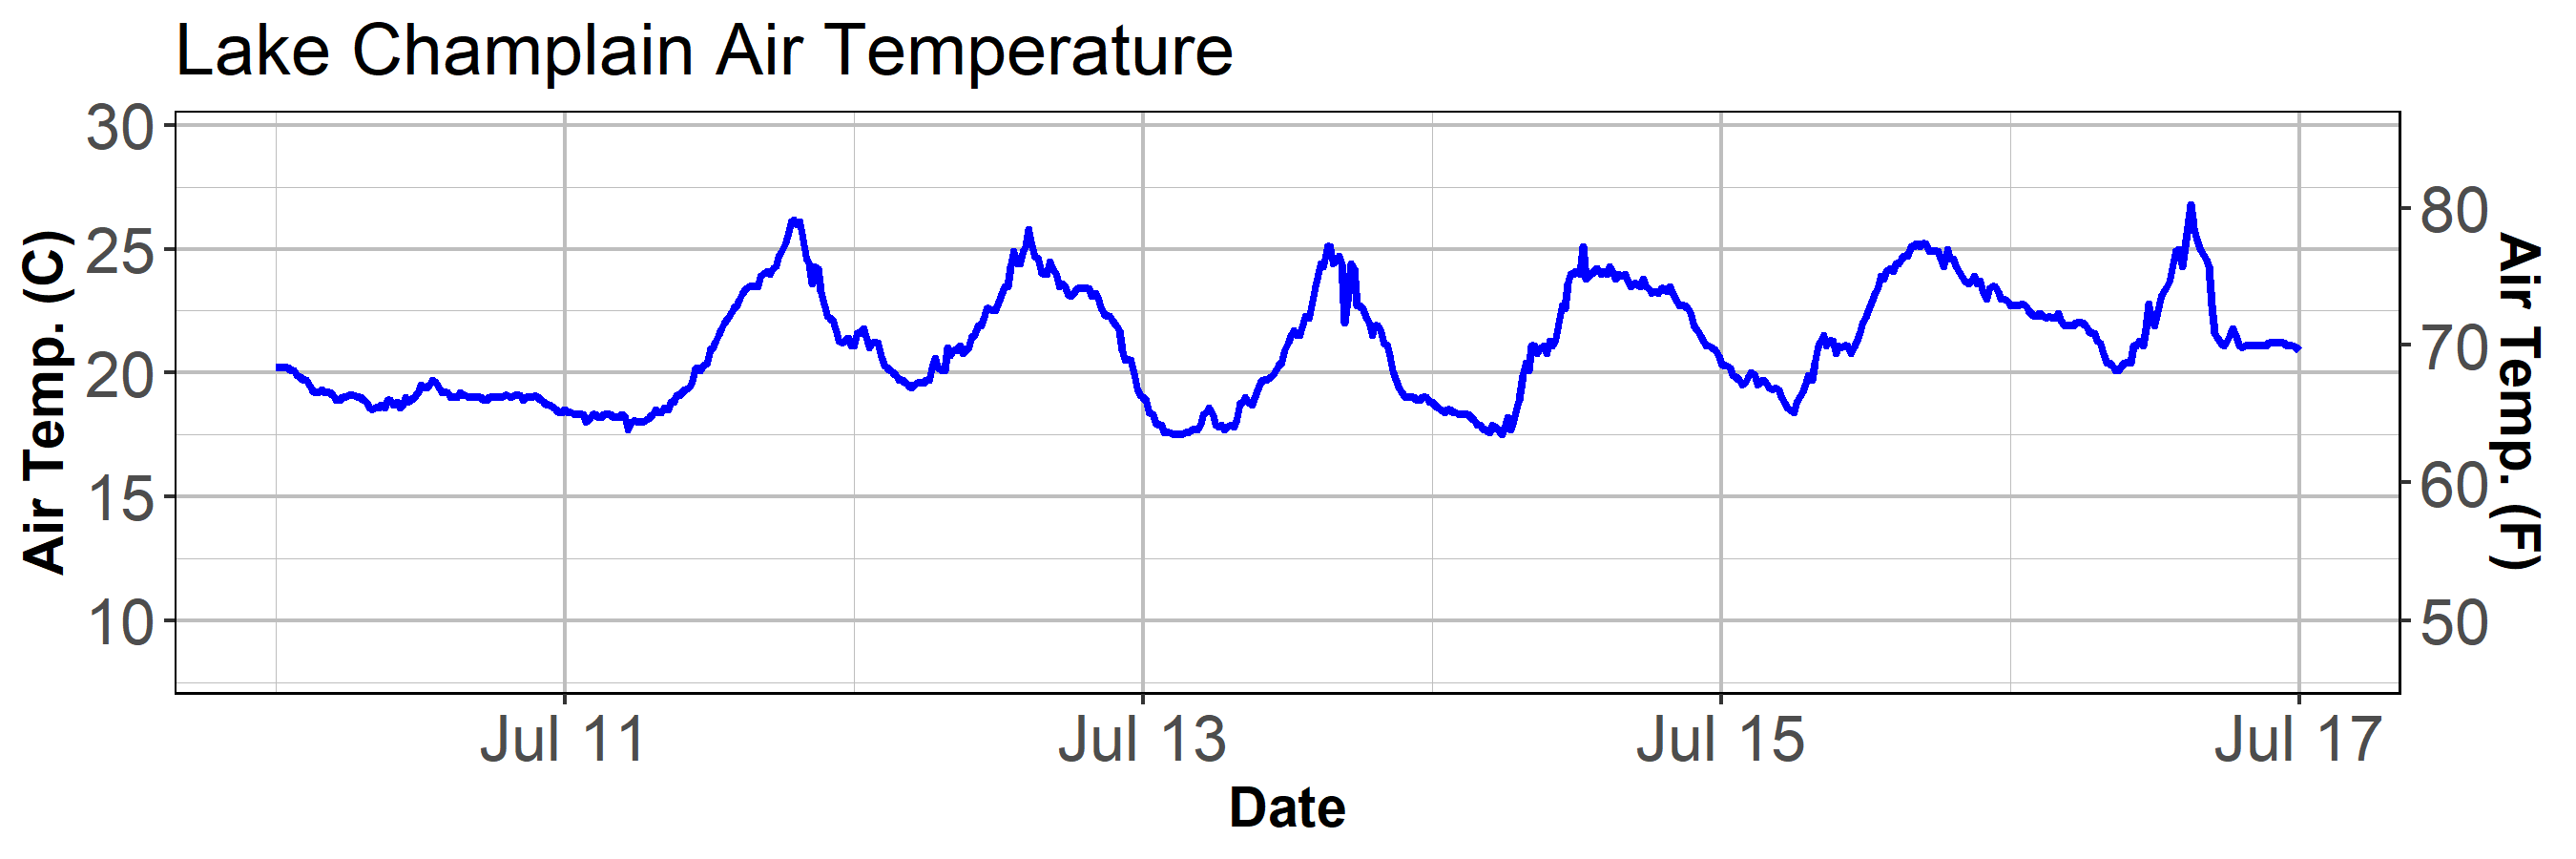 Lake Champlain Air Temperature
Air Temp. (C)
30
25
20
15
10
80
70
60
50
Air Temp. (F)
Jul 11 Jul 13 Jul 15 Jul 17
Date